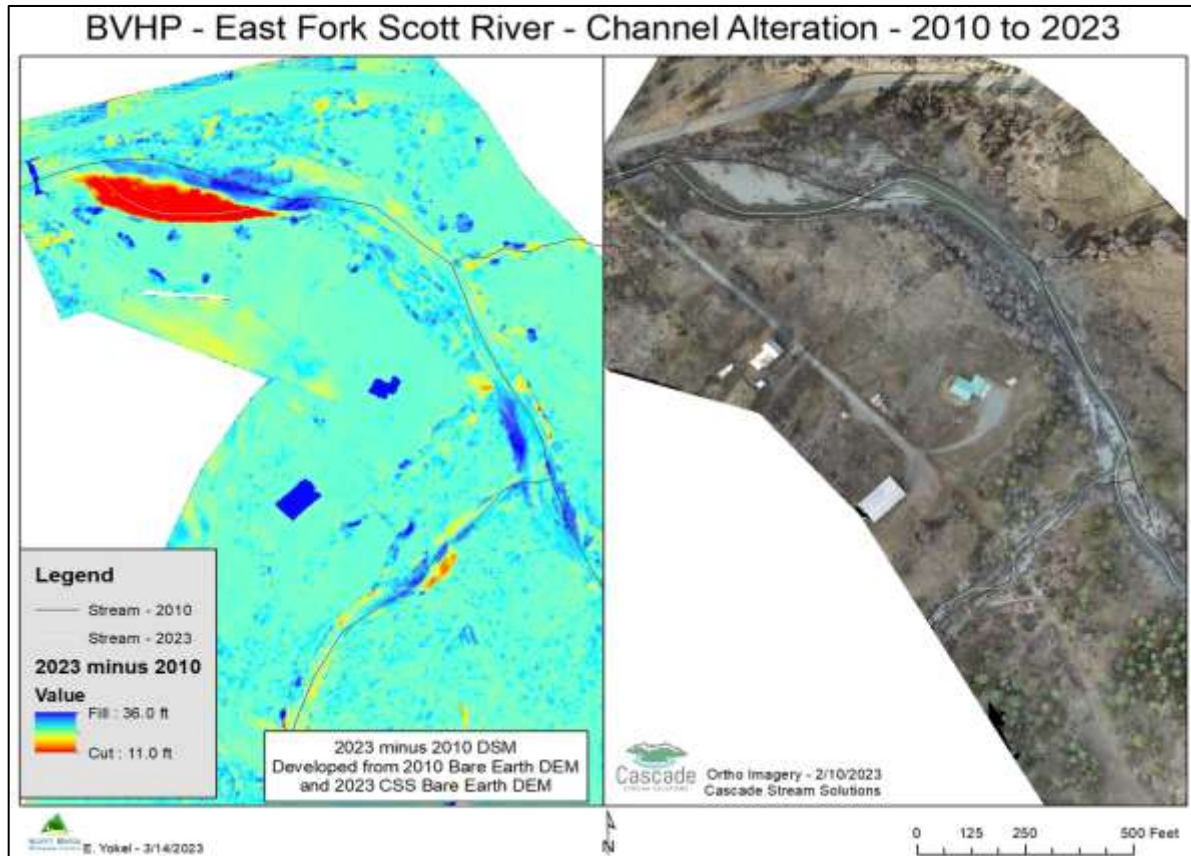 BVHP - East Fork Scott River - Channel Alteration - 2010 to 2023
Legend
Stream - 2010
Stream - 2023
2023 minus 2010
Value
Fill : 36.0 ft
Cut : 11.0 ft
2023 minus 2010 DSM
Developed from 2010 Bare Earth DEM
and 2023 CSS Bare Earth DEM
Cascade
STREAM SOLUTIONS
Ortho Imagery - 2/10/2023
Cascade Stream Solutions
E. Yokel - 3/14/2023
N
0 125 250 500 Feet